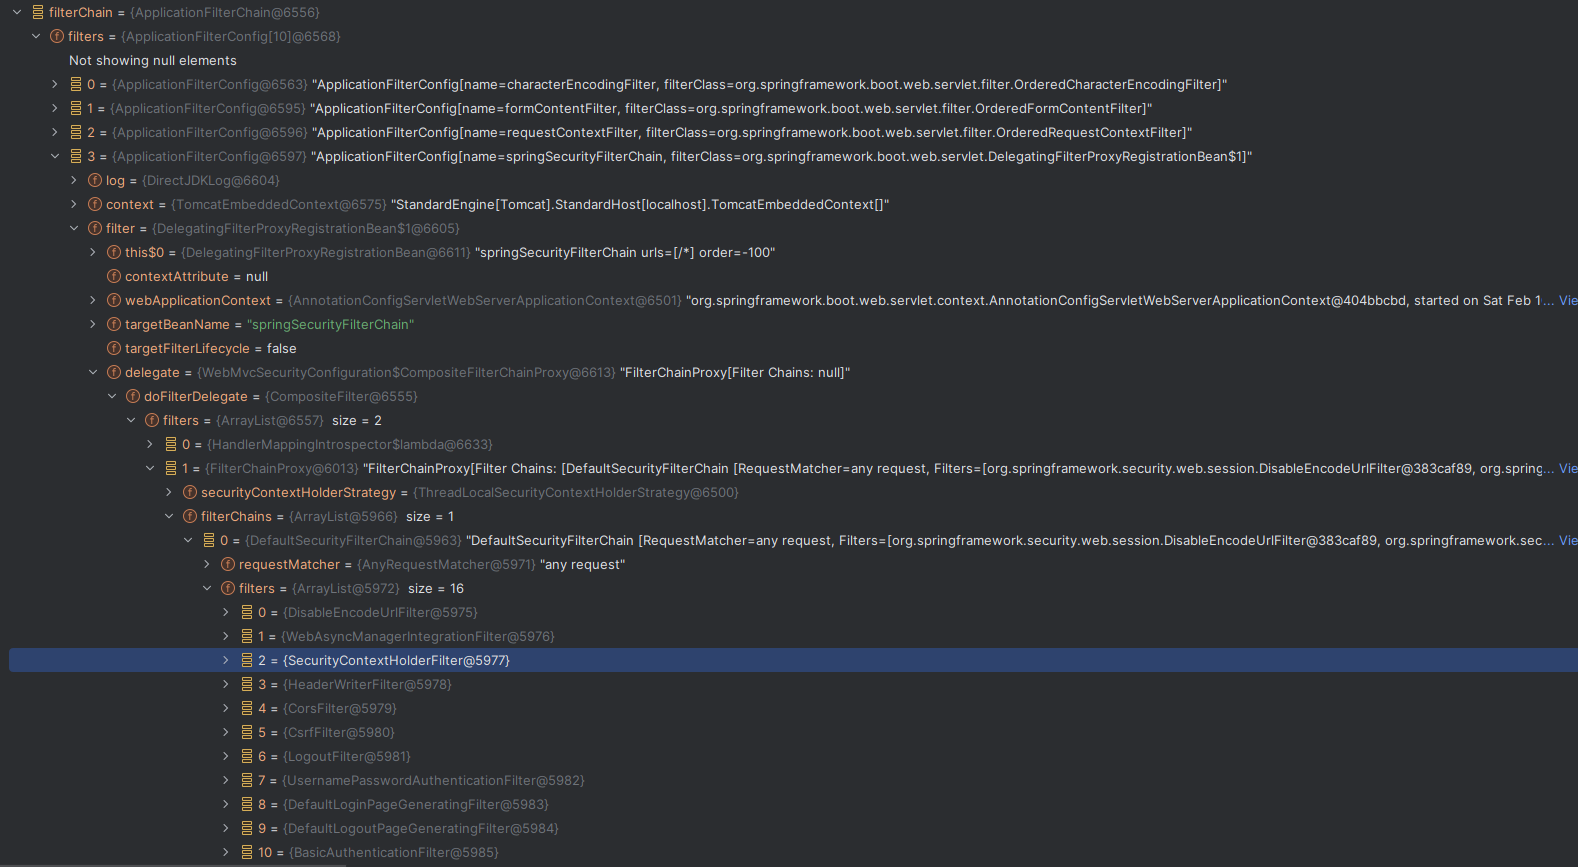 filterChain = {ApplicationFilterChain@6556}
f filters = {ApplicationFilterConfig[10]@6568}
Not showing null elements
0 = {ApplicationFilterConfig@6563} "ApplicationFilterConfig[name=characterEncodingFilter, filterClass=org.springframework.boot.web.servlet.filter.OrderedCharacterEncodingFilter]"
1 = {ApplicationFilterConfig@6595} "ApplicationFilterConfig[name=formContentFilter, filterClass=org.springframework.boot.web.servlet.filter.OrderedFormContentFilter]"
2 = {ApplicationFilterConfig@6596} "ApplicationFilterConfig[name=requestContextFilter, filterClass=org.springframework.boot.web.servlet.filter.OrderedRequestContextFilter]"
3 = {ApplicationFilterConfig@6597} "ApplicationFilterConfig[name=springSecurityFilterChain, filterClass=org.springframework.boot.web.servlet.DelegatingFilterProxyRegistrationBean$1]"
f log = {DirectJDKLog@6604}
f context = {TomcatEmbeddedContext@6575} "StandardEngine[Tomcat].StandardHost[localhost].TomcatEmbeddedContext[]"
f filter = {DelegatingFilterProxyRegistrationBean$1@6605}
f this$0 = {DelegatingFilterProxyRegistrationBean@6611} "springSecurityFilterChain urls=[/*] order=-100"
f contextAttribute = null
f webApplicationContext = {AnnotationConfigServletWebServerApplicationContext@6501} "org.springframework.boot.web.servlet.context.AnnotationConfigServletWebServerApplicationContext@404bbcbd, started on Sat Feb 1... Vie
f targetBeanName = "springSecurityFilterChain"
f targetFilterLifecycle = false
f delegate = {WebMvcSecurityConfiguration$CompositeFilterChainProxy@6613} "FilterChainProxy[Filter Chains: null]"
f doFilterDelegate = {CompositeFilter@6555}
f filters = {ArrayList@6557} size = 2
0 = {HandlerMappingIntrospector$lambda@6633}
1 = {FilterChainProxy@6013} "FilterChainProxy[Filter Chains: [DefaultSecurityFilterChain [RequestMatcher=any request, Filters=[org.springframework.security.web.session.DisableEncodeUrlFilter@383caf89, org.spring... Vie
f securityContextHolderStrategy = {ThreadLocalSecurityContextHolderStrategy@6500}
f filterChains = {ArrayList@5966} size = 1
0 = {DefaultSecurityFilterChain@5963} "DefaultSecurityFilterChain [RequestMatcher=any request, Filters=[org.springframework.security.web.session.DisableEncodeUrlFilter@383caf89, org.springframework.sec... Vie
f requestMatcher = {AnyRequestMatcher@5971} "any request"
f filters = {ArrayList@5972} size = 16
0 = {DisableEncodeUrlFilter@5975}
1 = {WebAsyncManagerIntegrationFilter@5976}
2 = {SecurityContextHolderFilter@5977}
3 = {HeaderWriterFilter@5978}
4 = {CorsFilter@5979}
5 = {CsrfFilter@5980}
6 = {LogoutFilter@5981}
7 = {UsernamePasswordAuthenticationFilter@5982}
8 = {DefaultLoginPageGeneratingFilter@5983}
9 = {DefaultLogoutPageGeneratingFilter@5984}
10 = {BasicAuthenticationFilter@5985}